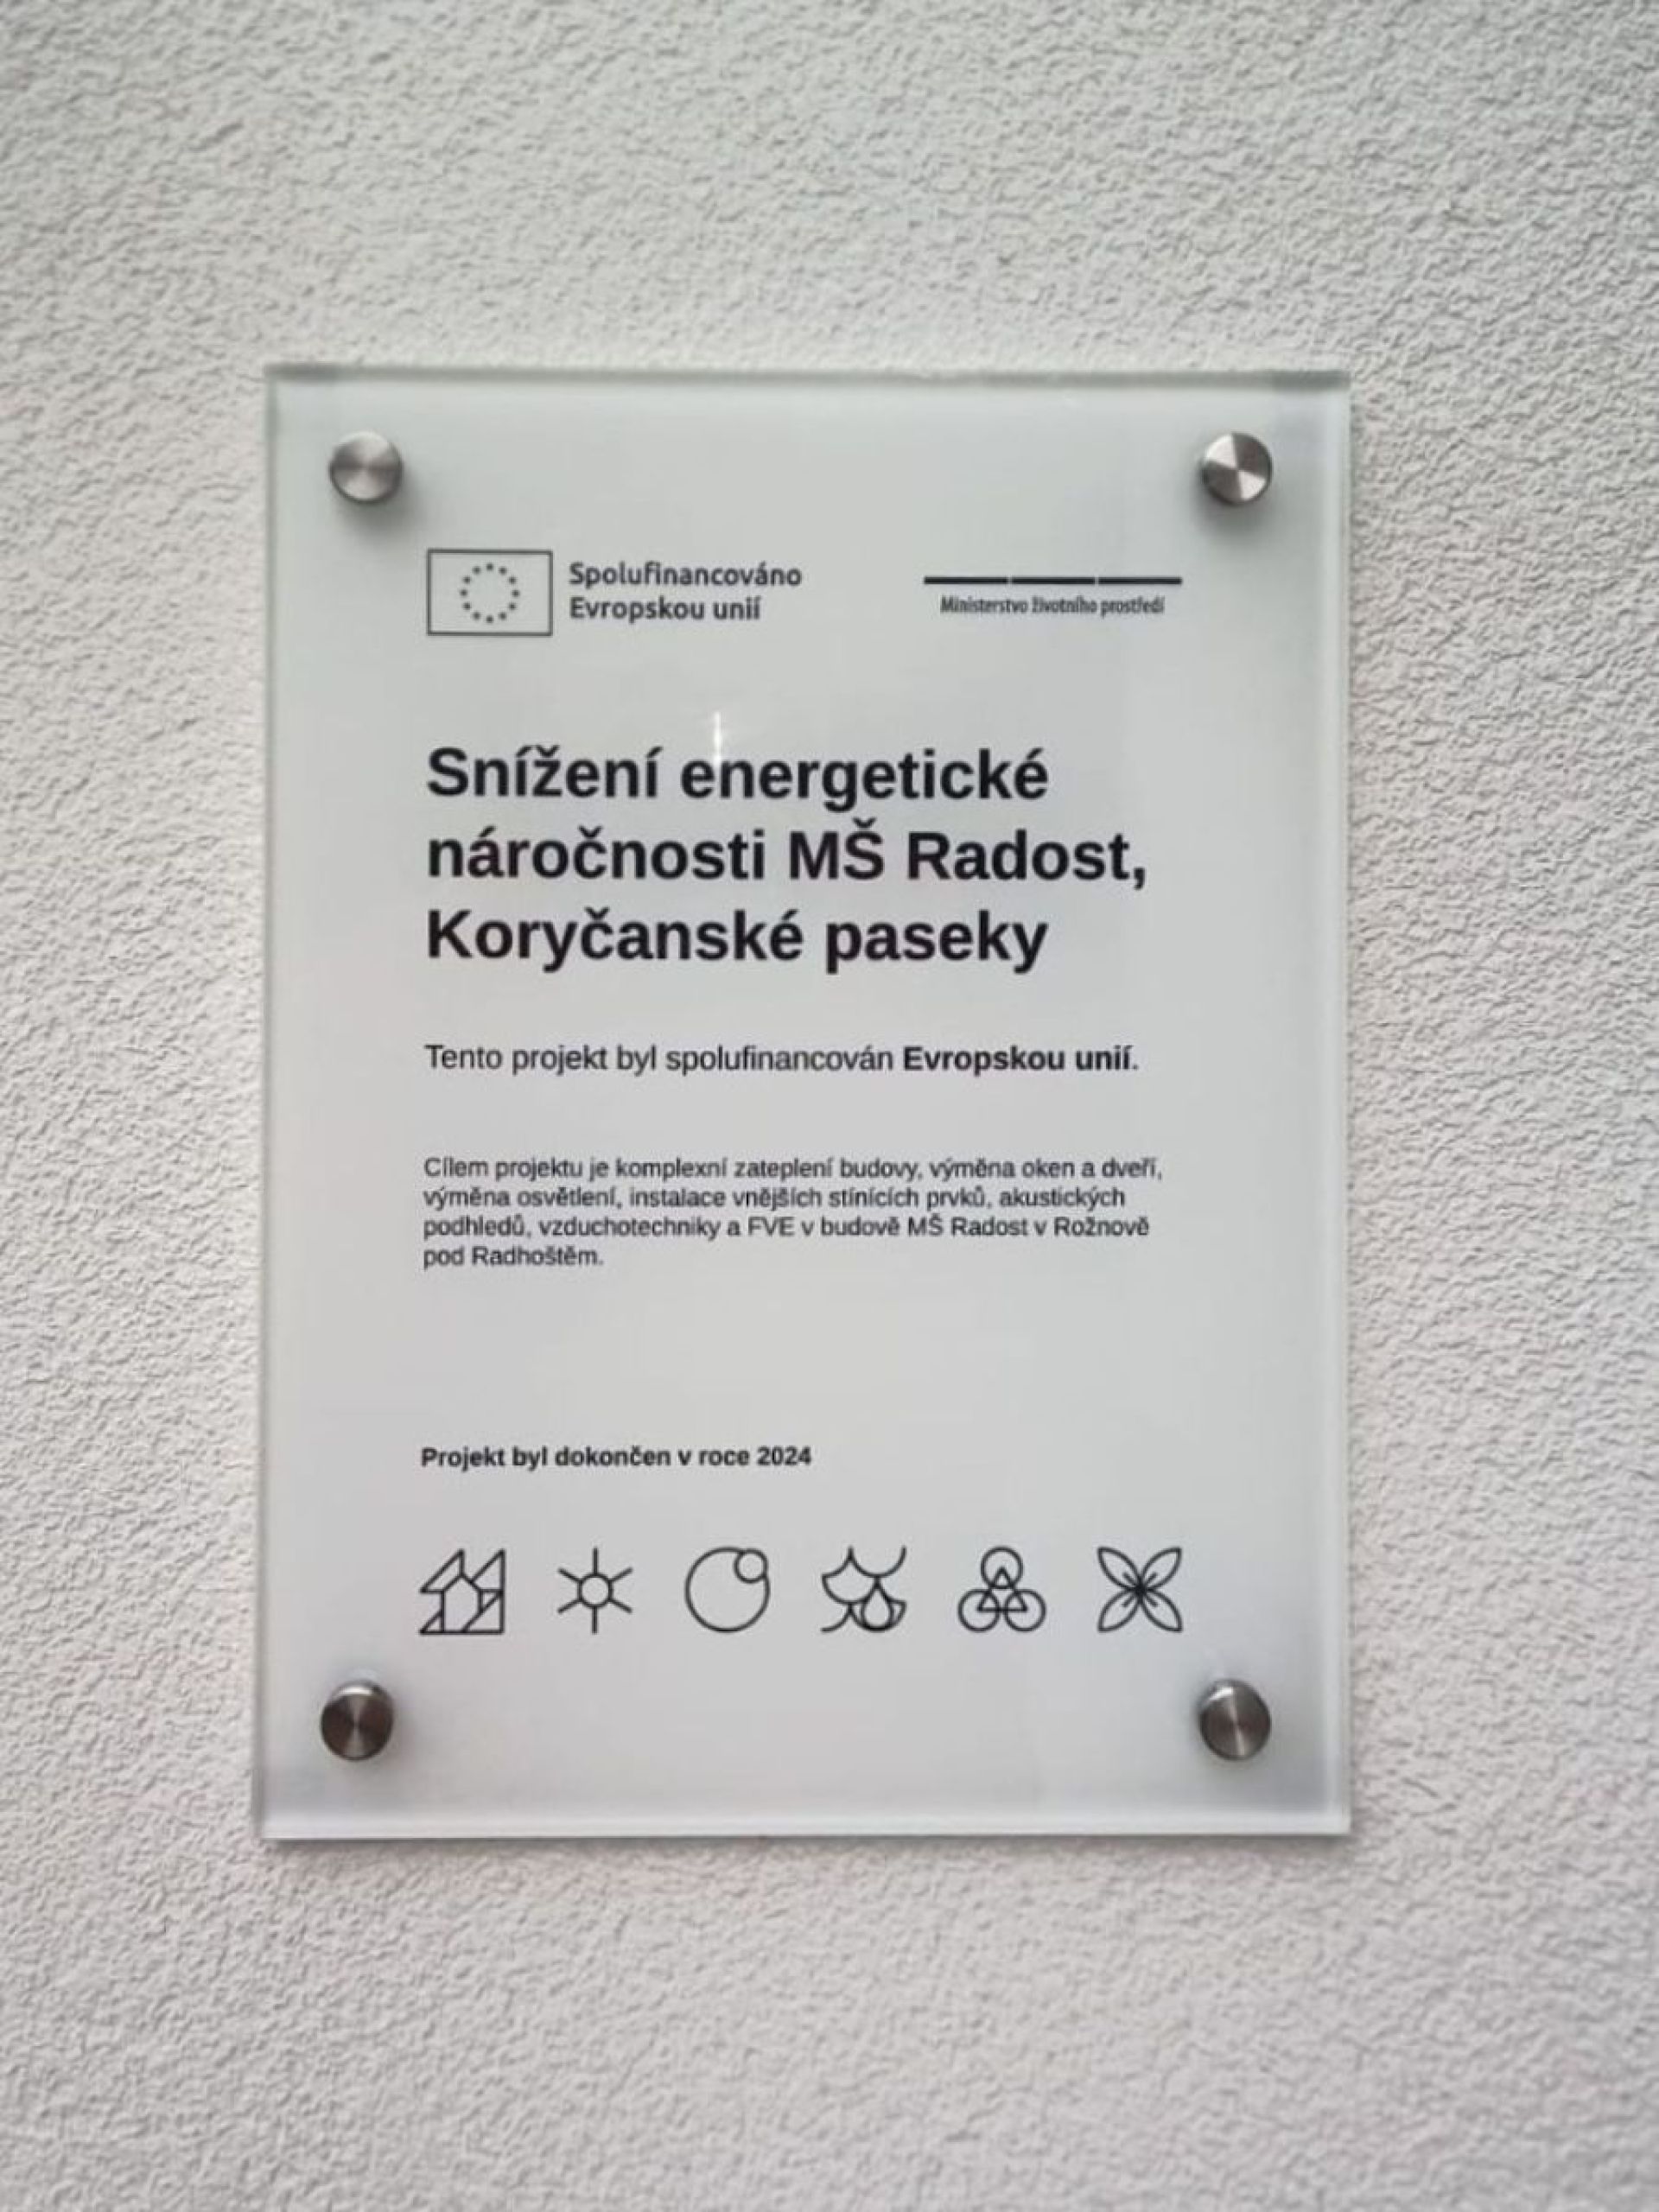 Spolufinancováno
Evropskou unií
Ministerstvo životního prostředí
Snížení energetické
náročnosti MŠ Radost,
Koryčanské paseky
Tento projekt byl spolufinancován Evropskou unií.
Cílem projektu je komplexní zateplení budovy, výměna oken a dveří,
výměna osvětlení, instalace vnějších stínících prvků, akustických
podhledů, vzduchotechniky a FVE v budově MŠ Radost v Rožnově
pod Radhoštěm.
Projekt byl dokončen v roce 2024